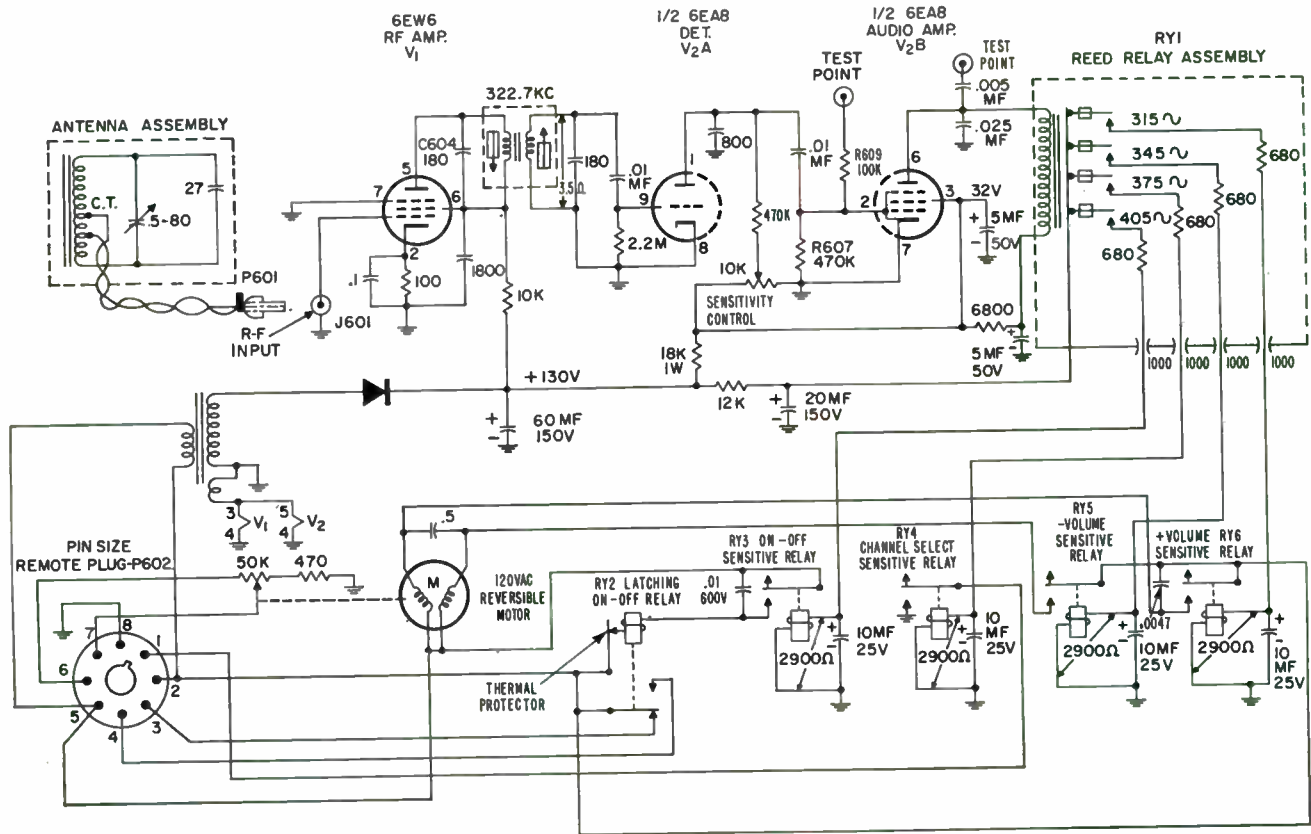 6EW6
RF AMP.
V1
1/2 6EA8
DET.
V2A
1/2 6EA8
AUDIO AMP.
V2B
TEST
POINT
TEST
POINT
.005
MF
.025
MF
RY1
REED RELAY ASSEMBLY
315~
345~
375~
405~
680
680
680
680
1000
1000
1000
1000
ANTENNA ASSEMBLY
C.T.
.5-80
27
P601
R-F
INPUT
J601
5
7
6
2
C604
180
322.7KC
3.5Ω
180
.01
MF
.1
100
1800
10K
9
1
8
2.2M
800
470K
.01
MF
R609
100K
R607
470K
10K
SENSITIVITY
CONTROL
6
2
3
7
32V
+ 5MF
- 50V
6800
+
-
5MF
50V
18K
1W
12K
+130V
+
-
60MF
150V
+
-
20MF
150V
3
4
V1
5
4
V2
PIN SIZE
REMOTE PLUG-P602
50K
470
7
8
1
6
2
5
4
3
.5
M
120VAC
REVERSIBLE
MOTOR
RY2 LATCHING
ON-OFF RELAY
THERMAL
PROTECTOR
RY3 ON-OFF
SENSITIVE RELAY
.01
600V
2900Ω
+
-
10MF
25V
RY4
CHANNEL SELECT
SENSITIVE RELAY
2900Ω
+
-
10
MF
25V
RY5
-VOLUME
SENSITIVE
RELAY
2900Ω
+
-
10MF
25V
+VOLUME RY6
SENSITIVE RELAY
.0047
2900Ω
+
-
10
MF
25V